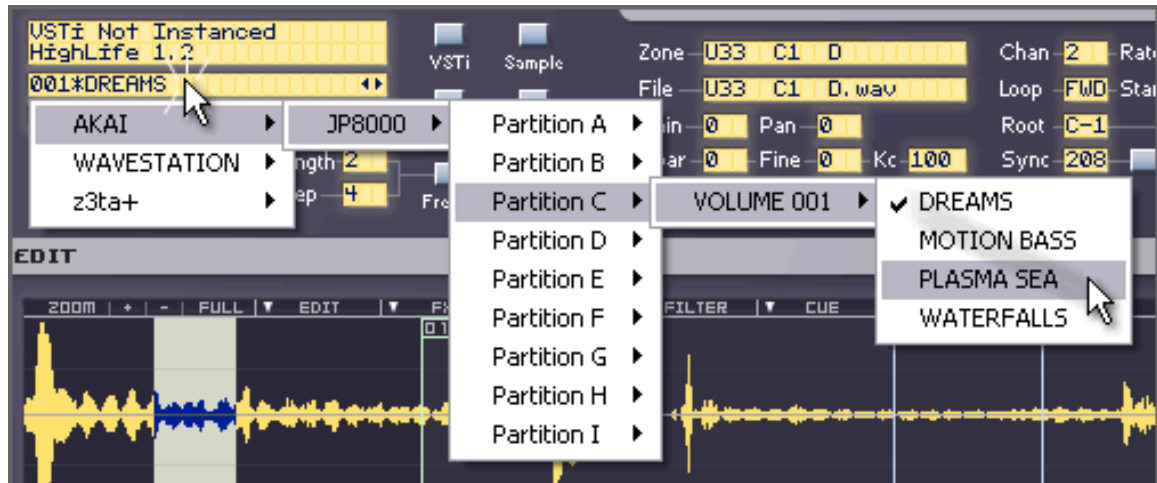 VSTi Not Instanced
HighLife 1.2
001*DREAMS
VSTi Sample
Zone U33 C1 D
File U33 C1 D.wav
Pan 0
Fine 0 Kc 100
Chan 2
Loop FWD
Root C-1
Sync 208
2
4
AKAI
WAVESTATION
z3ta+
JP8000
Partition A
Partition B
Partition C
Partition D
Partition E
Partition F
Partition G
Partition H
Partition I
VOLUME 001
DREAMS
MOTION BASS
PLASMA SEA
WATERFALLS
EDIT
ZOOM | + | - | FULL | EDIT
FILTER | CUE